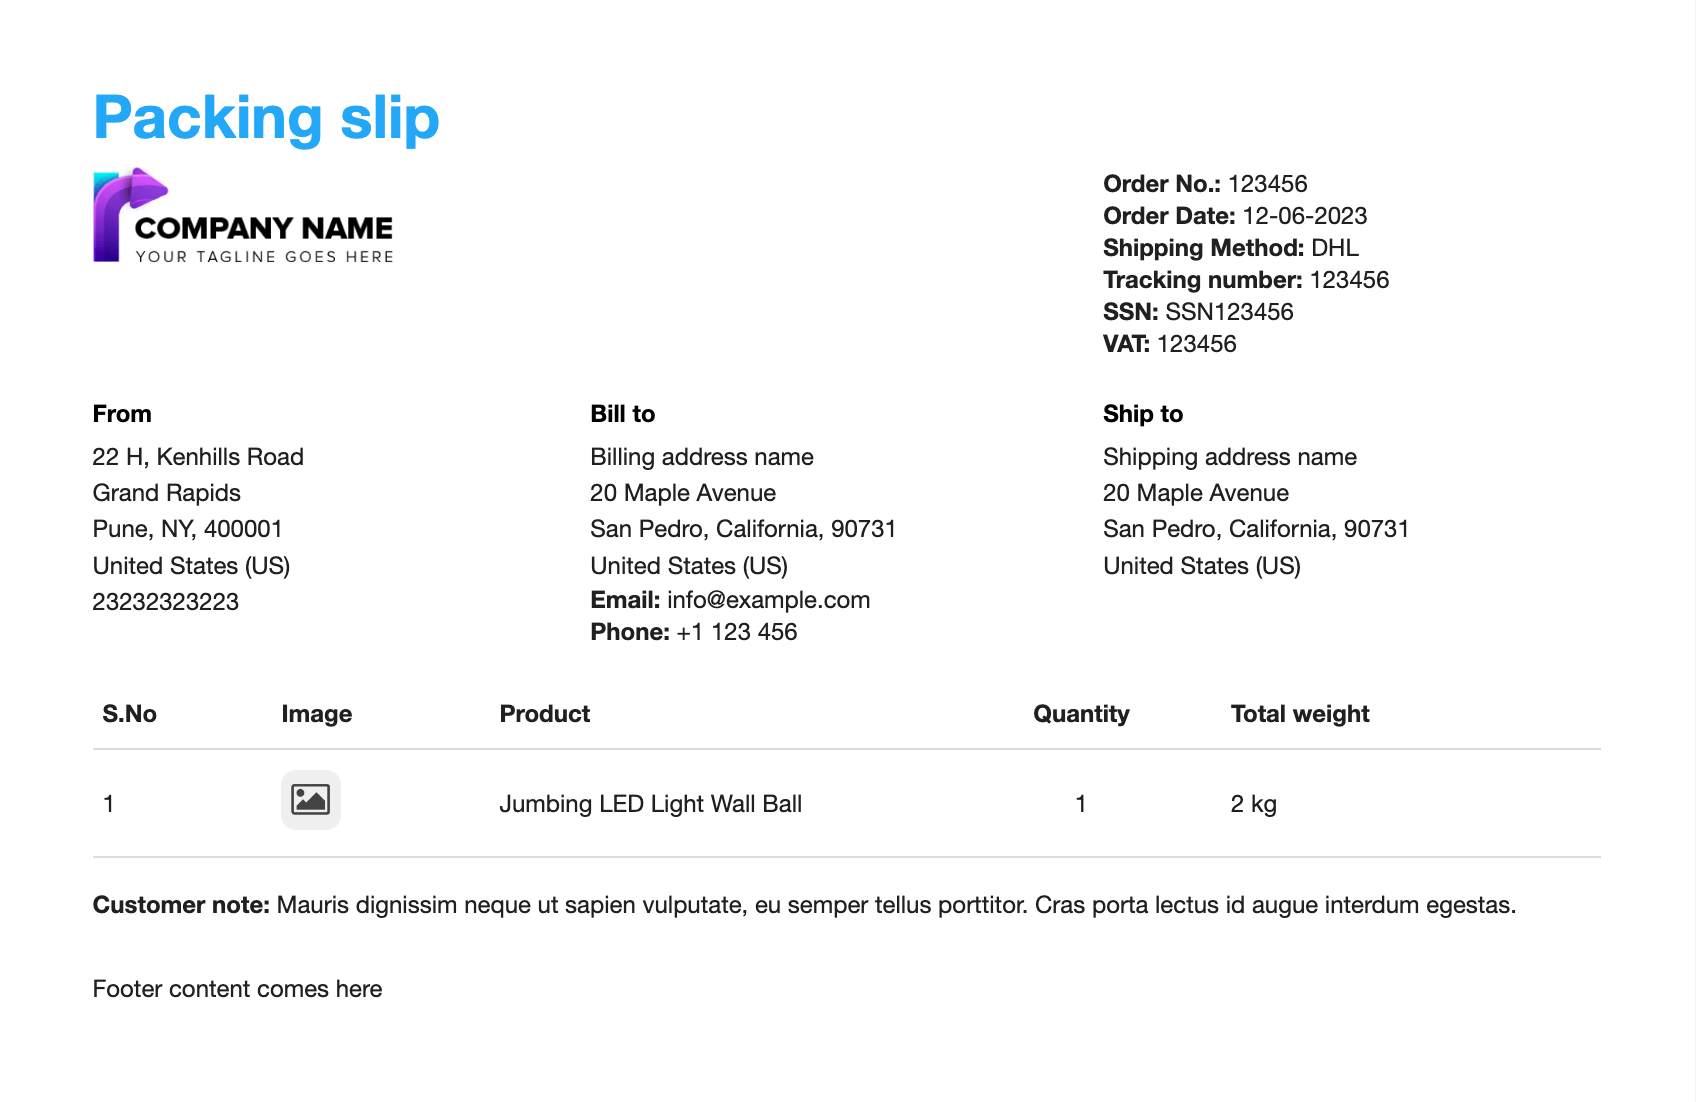 Packing slip
COMPANY NAME
YOUR TAGLINE GOES HERE
Order No.: 123456
Order Date: 12-06-2023
Shipping Method: DHL
Tracking number: 123456
SSN: SSN123456
VAT: 123456
From
22 H, Kenhills Road
Grand Rapids
Pune, NY, 400001
United States (US)
23232323223
Bill to
Billing address name
20 Maple Avenue
San Pedro, California, 90731
United States (US)
Email: info@example.com
Phone: +1 123 456
Ship to
Shipping address name
20 Maple Avenue
San Pedro, California, 90731
United States (US)
S.No Image Product Quantity Total weight
1 Jumbing LED Light Wall Ball 1 2 kg
Customer note: Mauris dignissim neque ut sapien vulputate, eu semper tellus porttitor. Cras porta lectus id augue interdum egestas.
Footer content comes here